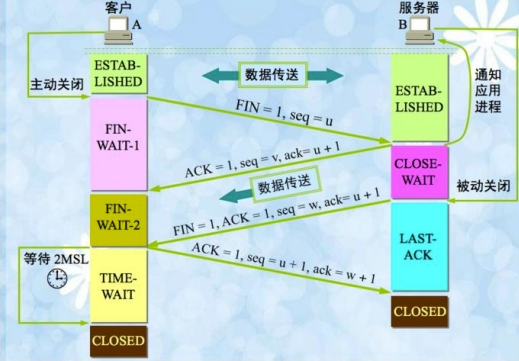 客户
A
服务器
B
ESTAB-
LISHED
数据传送
ESTAB-
LISHED
通知
应用
进程
主动关闭
FIN = 1, seq = u
FIN-
WAIT-1
ACK = 1, seq = v, ack= u + 1
CLOSE-
WAIT
数据传送
被动关闭
FIN = 1, ACK = 1, seq = w, ack= u + 1
FIN-
WAIT-2
ACK = 1, seq = u + 1, ack = w + 1
LAST-
ACK
等待 2MSL
TIME-
WAIT
CLOSED
CLOSED